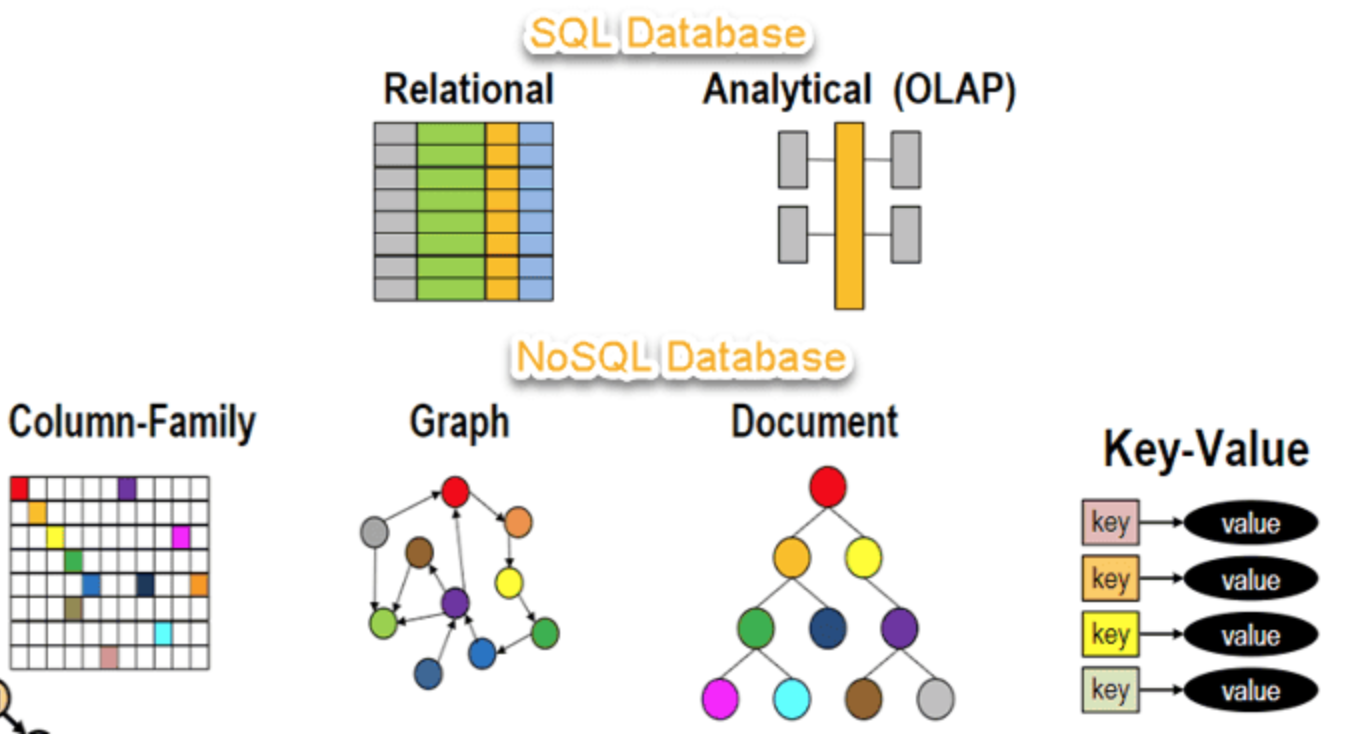 SQL Database
Relational
Analytical (OLAP)
NoSQL Database
Column-Family
Graph
Document
Key-Value
key
value
key
value
key
value
key
value